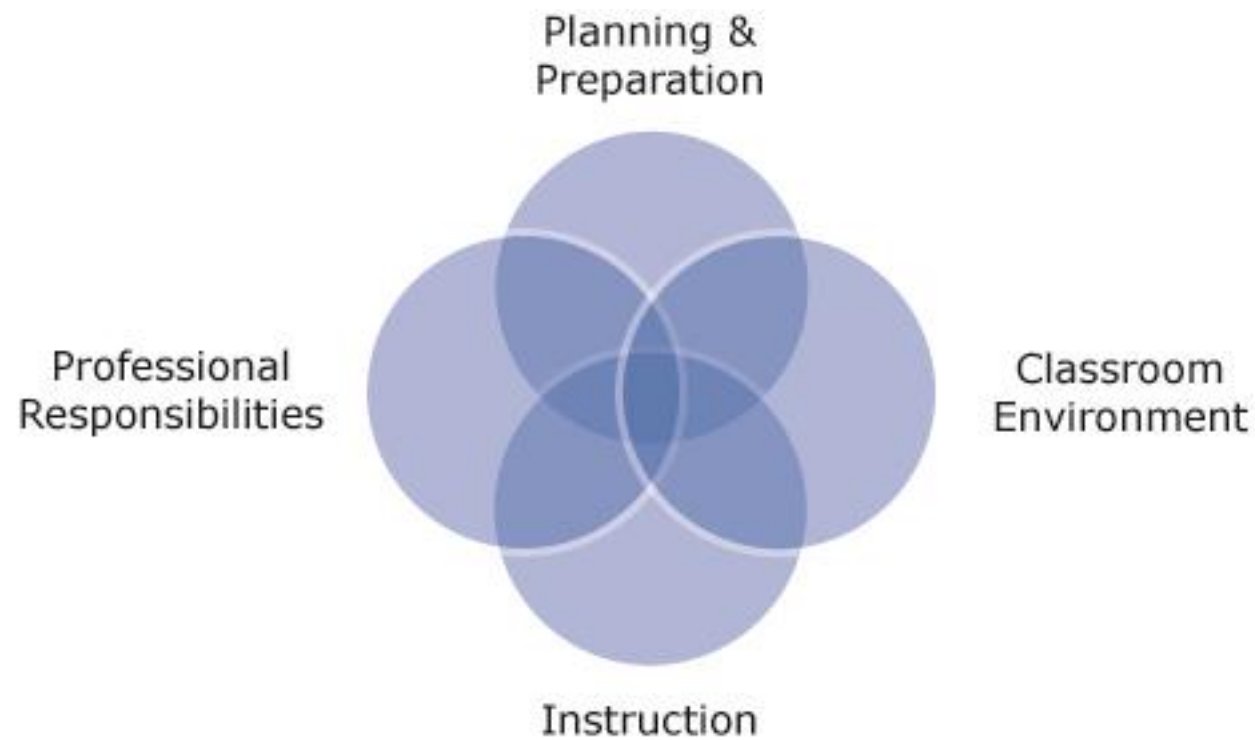 Planning &
Preparation
Professional
Responsibilities
Classroom
Environment
Instruction